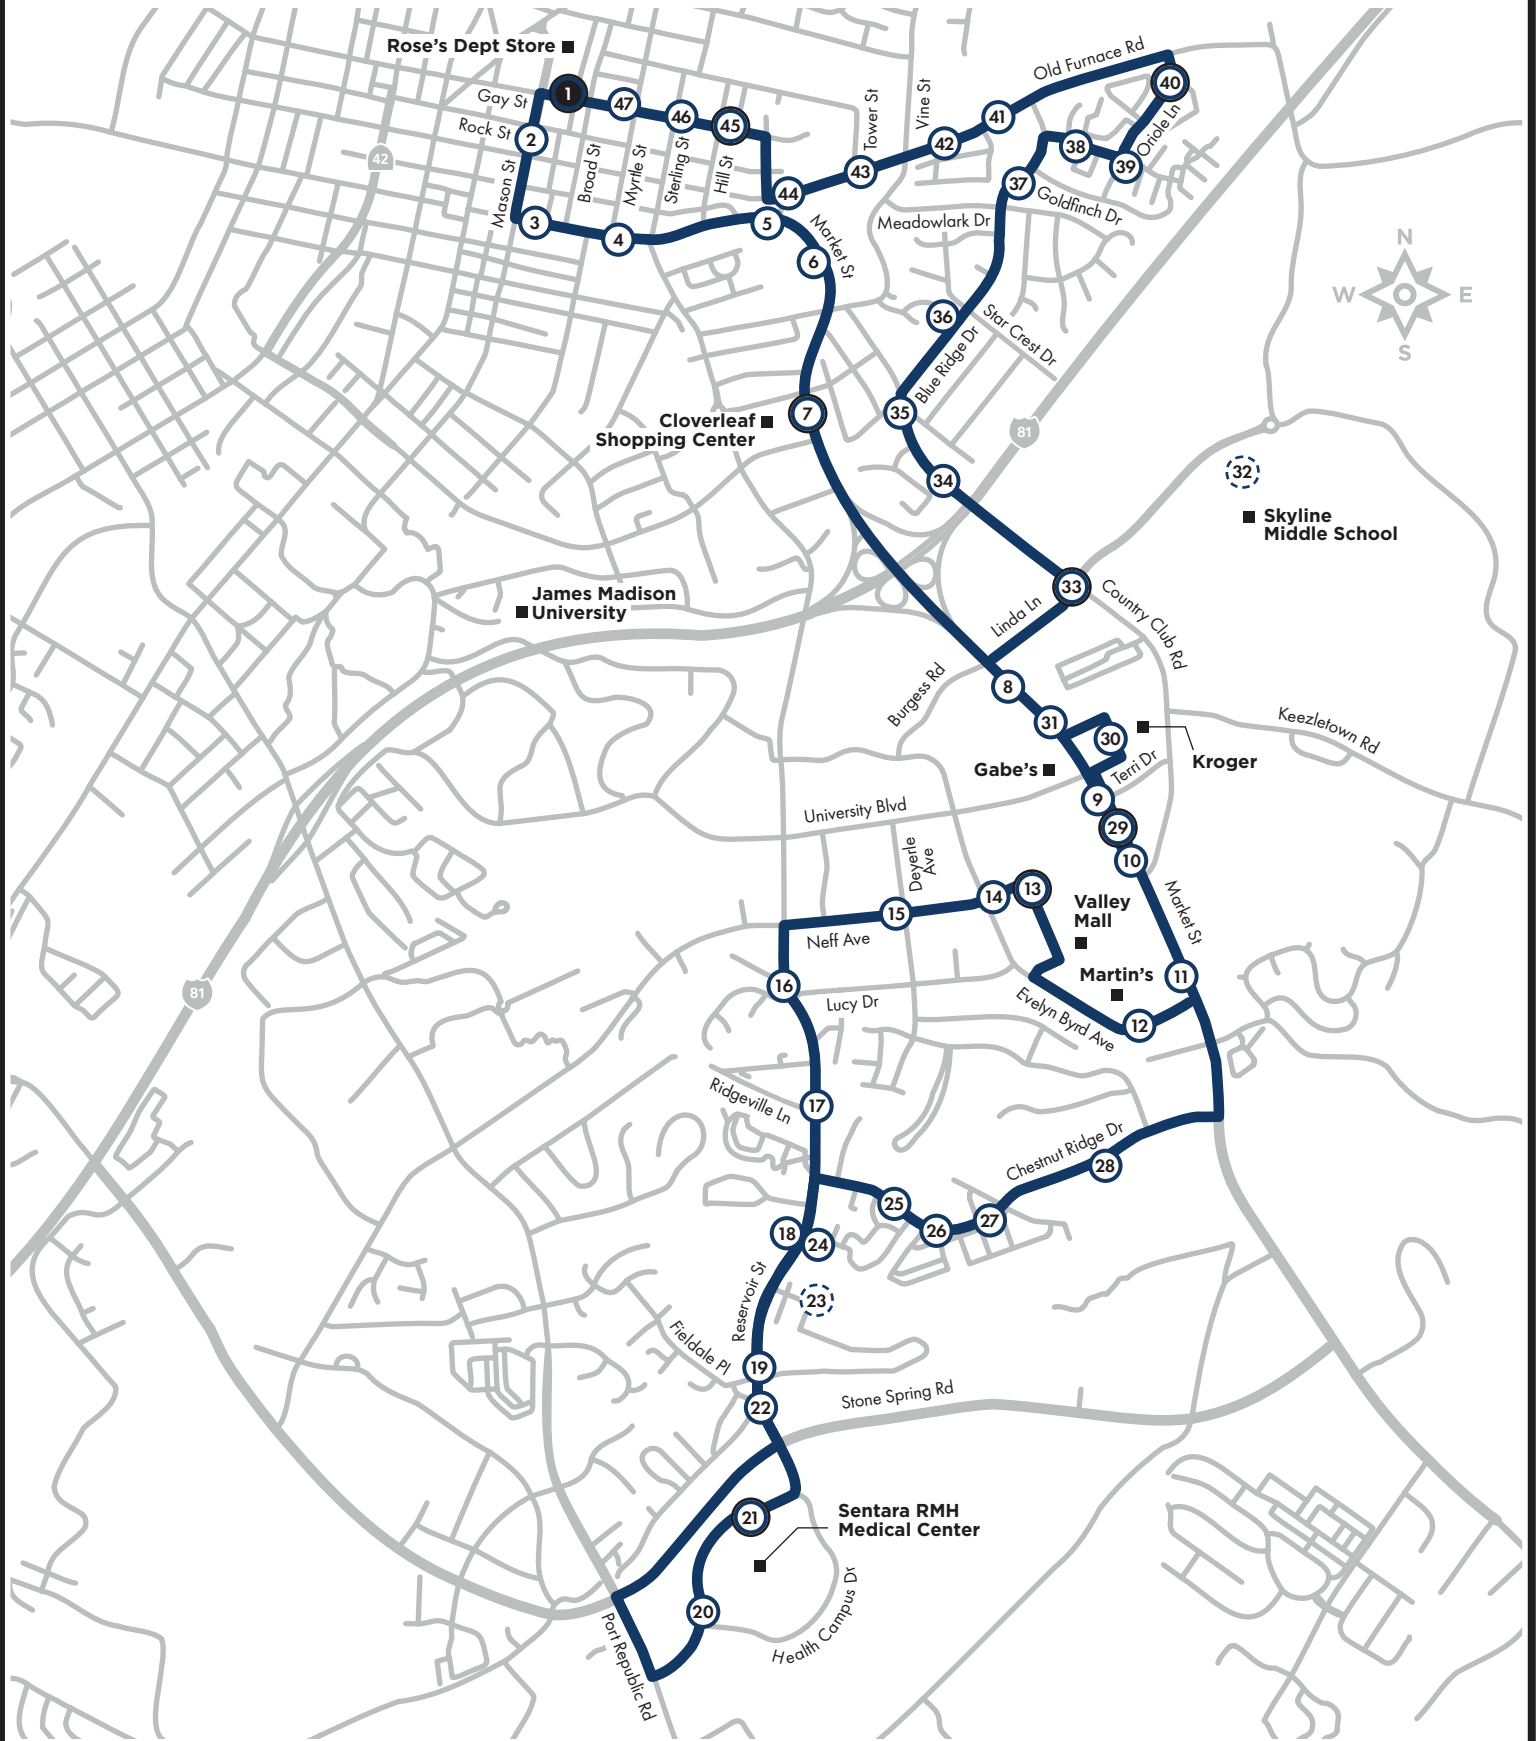 Rose's Dept Store
Old Furnace Rd
40
Gay St
1
47
46
45
Tower St
Vine St
41
Oriole Ln
Rock St
2
42
42
38
39
43
Mason St
Broad St
Myrtle St
Sterling St
Hill St
44
37
Goldfinch Dr
3
4
5
Market St
Meadowlark Dr
6
N
W
E
S
36
Star Crest Dr
Blue Ridge Dr
7
35
Cloverleaf
Shopping Center
81
34
32
Skyline
Middle School
James Madison
University
33
Linda Ln
Country Club Rd
Burgess Rd
8
31
30
Kroger
Keezletown Rd
Gabe's
Terri Dr
9
University Blvd
29
10
Deyerle
Ave
14
13
15
Valley
Mall
Market St
Neff Ave
Martin's
11
16
81
Lucy Dr
Evelyn Byrd Ave
12
Ridgeville Ln
17
Chestnut Ridge Dr
28
25
26
27
18
24
Reservoir St
23
Fieldale Pl
19
22
Stone Spring Rd
21
Sentara RMH
Medical Center
20
Health Campus Dr
Port Republic Rd